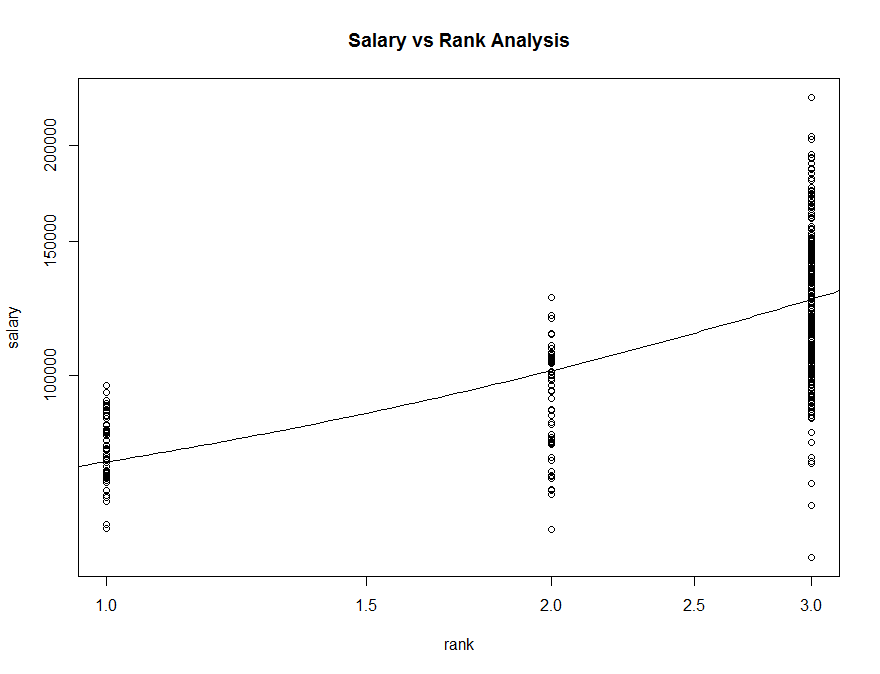 Salary vs Rank Analysis
salary
200000
150000
100000
1.0 1.5 2.0 2.5 3.0
rank